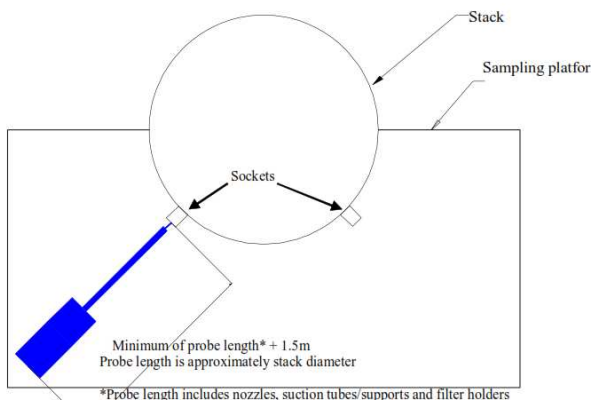 Stack
Sampling platfor
Sockets
Minimum of probe length* + 1.5m
Probe length is approximately stack diameter
*Probe length includes nozzles, suction tubes/supports and filter holders